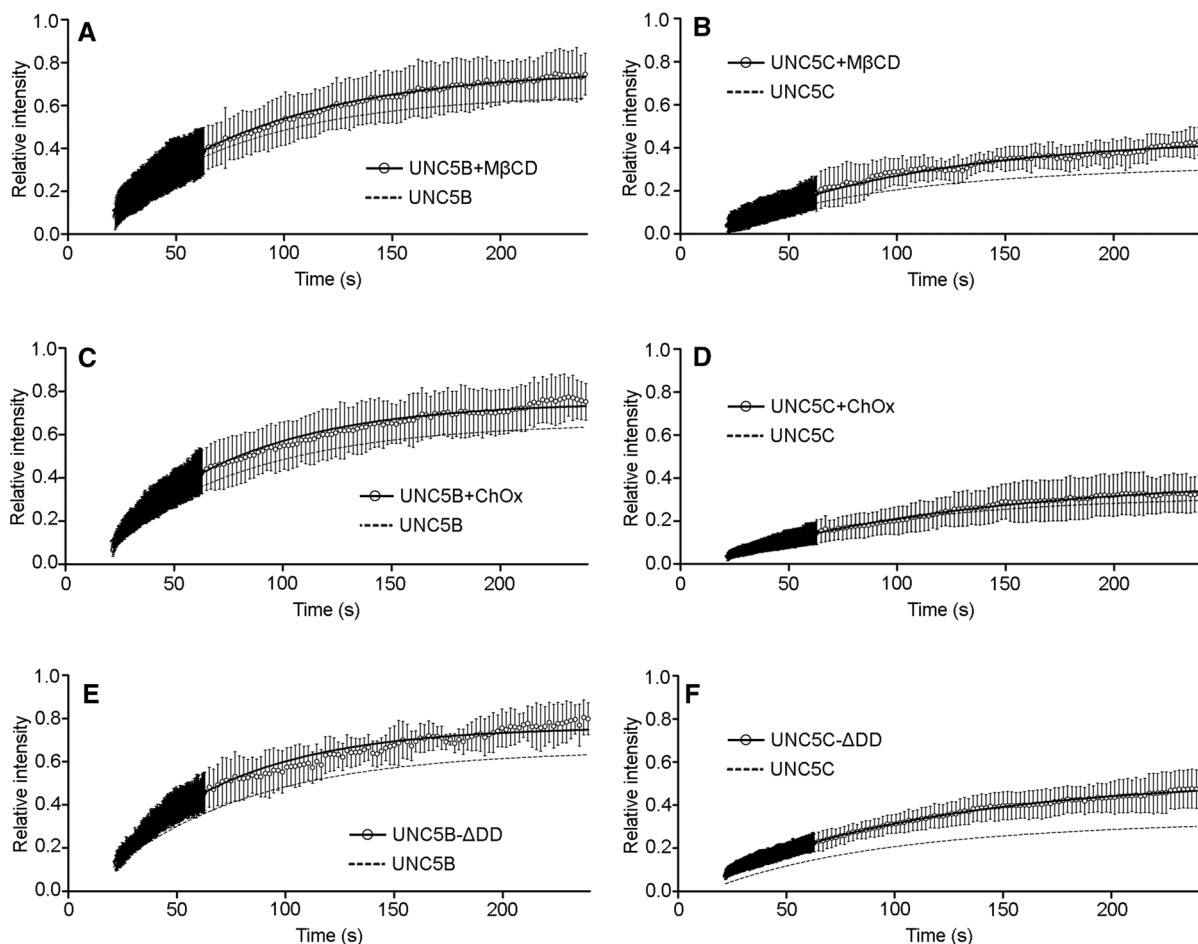 A
Relative intensity
1.0
0.8
0.6
0.4
0.2
0.0
UNC5B+MβCD
UNC5B
0 50 100 150 200
Time (s)
B
Relative intensity
1.0
0.8
0.6
0.4
0.2
0.0
UNC5C+MβCD
UNC5C
0 50 100 150 200
Time (s)
C
Relative intensity
1.0
0.8
0.6
0.4
0.2
0.0
UNC5B+ChOx
UNC5B
0 50 100 150 200
Time (s)
D
Relative intensity
1.0
0.8
0.6
0.4
0.2
0.0
UNC5C+ChOx
UNC5C
0 50 100 150 200
Time (s)
E
Relative intensity
1.0
0.8
0.6
0.4
0.2
0.0
UNC5B-ΔDD
UNC5B
0 50 100 150 200
Time (s)
F
Relative intensity
1.0
0.8
0.6
0.4
0.2
0.0
UNC5C-ΔDD
UNC5C
0 50 100 150 200
Time (s)